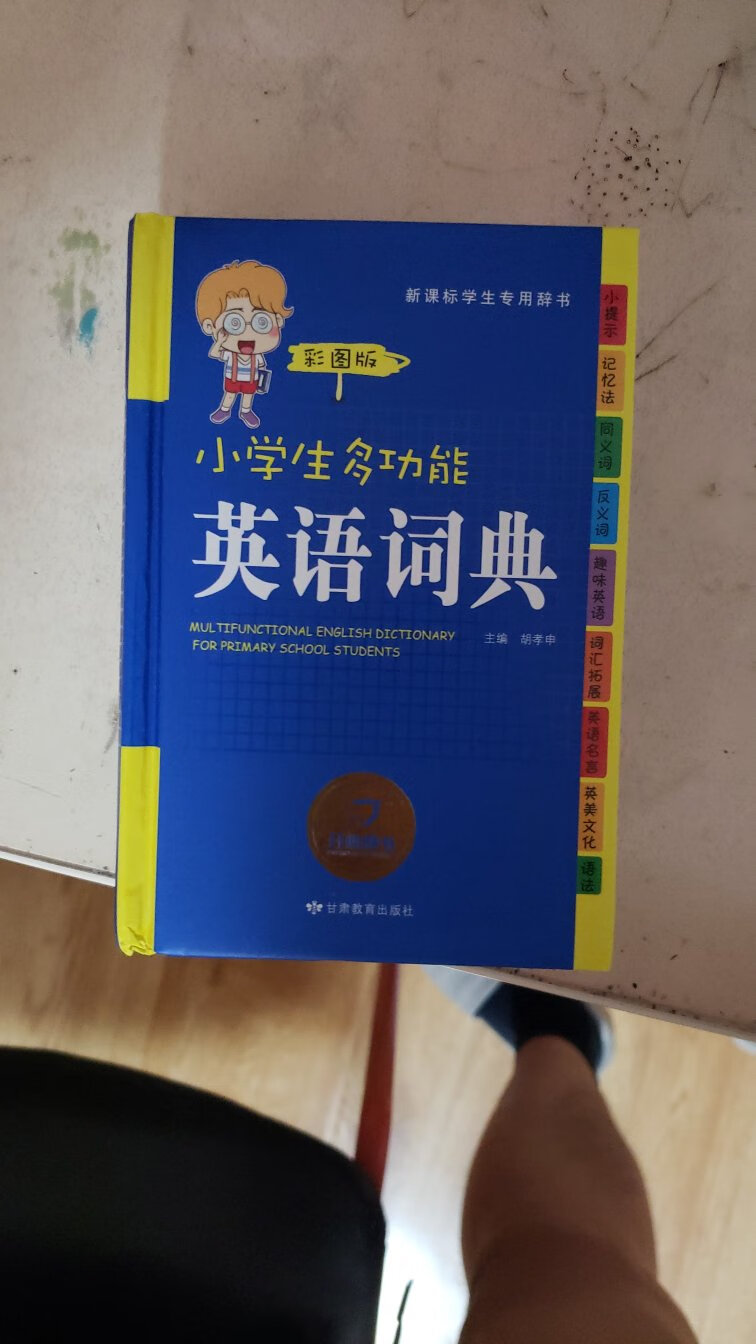 新课标学生专用辞书
彩图版
小学生多功能
英语词典
MULTIFUNCTIONAL ENGLISH DICTIONARY
FOR PRIMARY SCHOOL STUDENTS
主编 胡孝申
甘肃教育出版社
小提示
记忆法
同义词
反义词
趣味英语
词汇拓展
英语名言
英美文化
语法